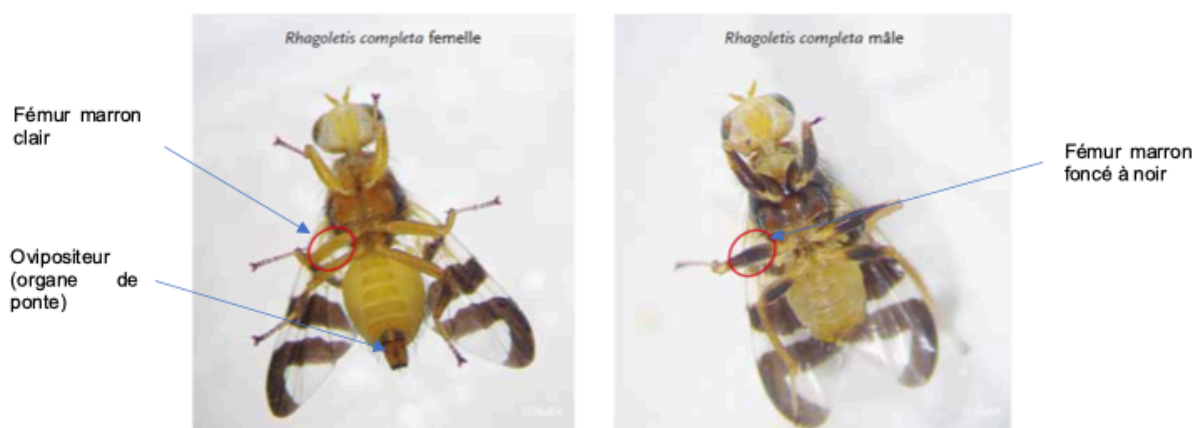 Rhagoletis completa femelle
Rhagoletis completa mâle
Fémur marron
clair
Fémur marron
foncé à noir
Ovipositeur
(organe de
ponte)